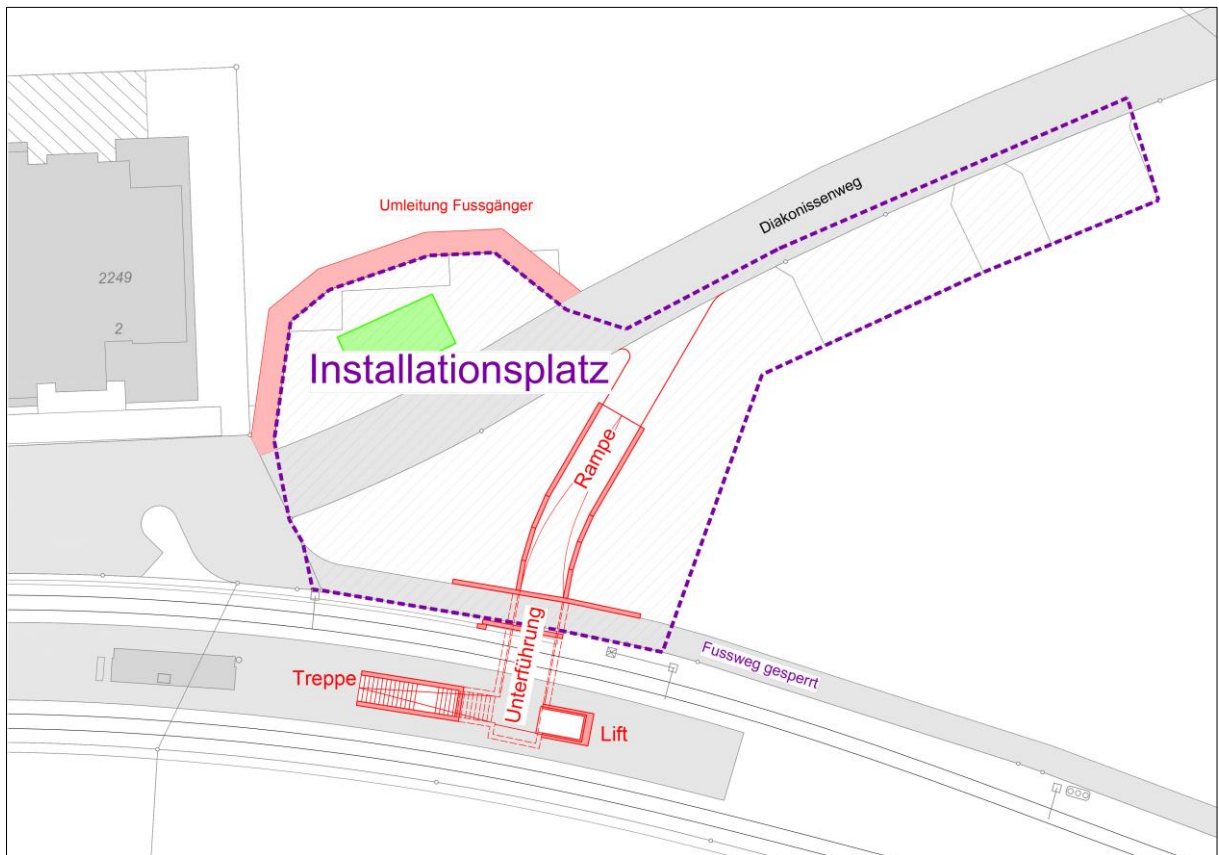 Umleitung Fussgänger
Diakonissenweg
2249
2
Installationsplatz
Rampe
Unterführung
Fussweg gesperrt
Treppe
Lift